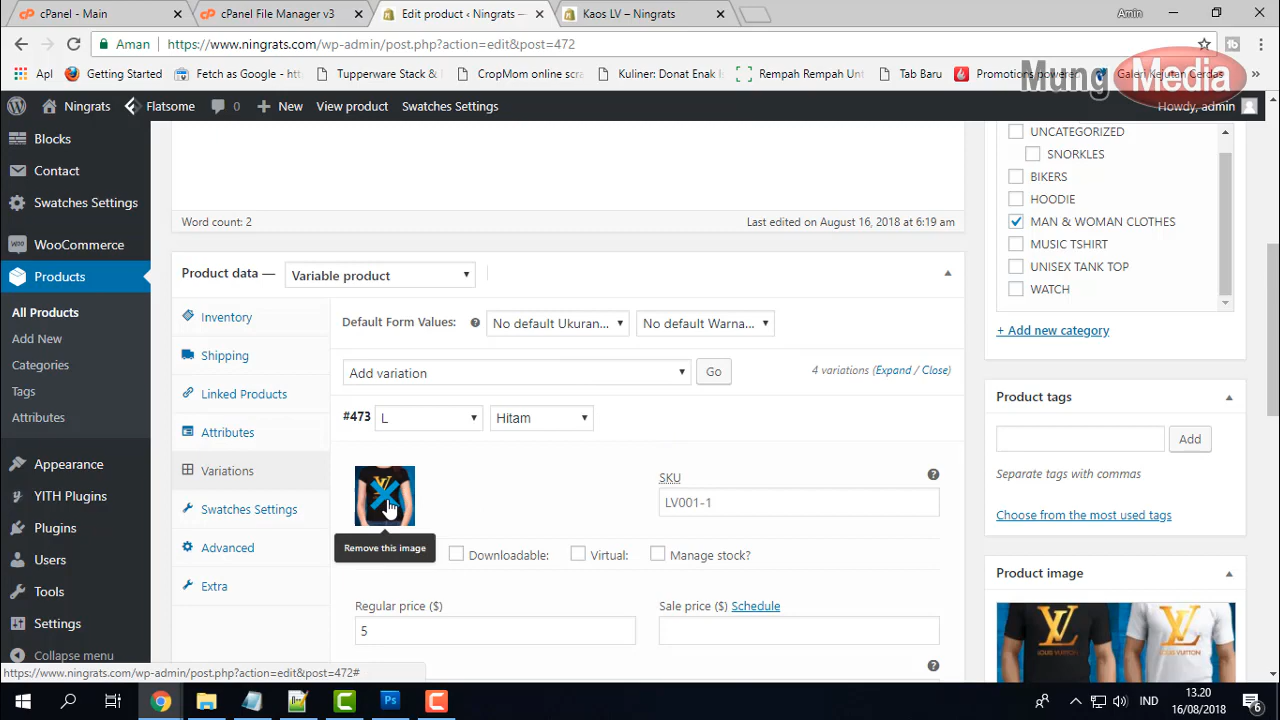 cPanel - Main
cPanel File Manager v3
Edit product ‹ Ningrats —
Kaos LV – Ningrats
Amin
Aman
https://www.ningrats.com/wp-admin/post.php?action=edit&post=472
Apl
Getting Started
Fetch as Google - htt
Tupperware Stack &
CropMom online scra
Kuliner: Donat Enak
Rempah Rempah Unt
Tab Baru
Promotions powered
Galeri Kejutan Cerdas
»
Mung Media
Ningrats
Flatsome
0
New
View product
Swatches Settings
Howdy, admin
Blocks
Contact
Swatches Settings
WooCommerce
Products
All Products
Add New
Categories
Tags
Attributes
Appearance
YITH Plugins
Plugins
Users
Tools
Settings
Collapse menu
Word count: 2
Last edited on August 16, 2018 at 6:19 am
Product data —
Variable product
Inventory
Shipping
Linked Products
Attributes
Variations
Swatches Settings
Advanced
Extra
Default Form Values:
No default Ukuran...
No default Warna...
Add variation
Go
4 variations (Expand / Close)
#473
L
Hitam
SKU
LV001-1
Remove this image
Downloadable:
Virtual:
Manage stock?
Regular price ($)
5
Sale price ($) Schedule
UNCATEGORIZED
SNORKLES
BIKERS
HOODIE
MAN & WOMAN CLOTHES
MUSIC TSHIRT
UNISEX TANK TOP
WATCH
+ Add new category
Product tags
Add
Separate tags with commas
Choose from the most used tags
Product image
LOUIS VUITTON
LOUIS VUITTON
https://www.ningrats.com/wp-admin/post.php?action=edit&post=472#
IND
13.20
16/08/2018
6